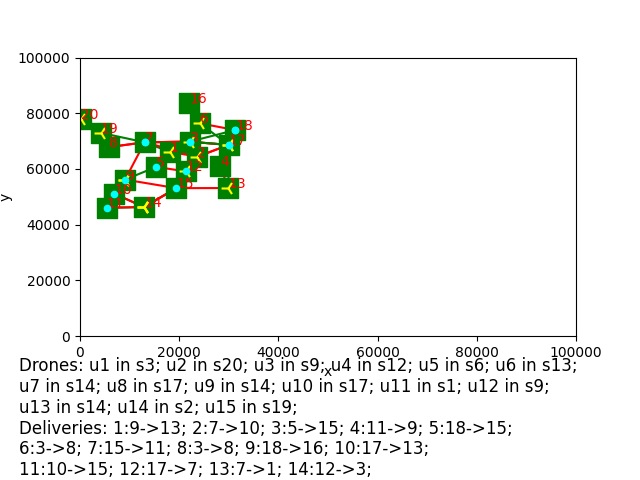 100000
80000
60000
40000
20000
0
y
0 20000 40000 60000 80000 100000
x
16
18
13
14
Drones: u1 in s3; u2 in s20; u3 in s9; u4 in s12; u5 in s6; u6 in s13;
u7 in s14; u8 in s17; u9 in s14; u10 in s17; u11 in s1; u12 in s9;
u13 in s14; u14 in s2; u15 in s19;
Deliveries: 1:9->13; 2:7->10; 3:5->15; 4:11->9; 5:18->15;
6:3->8; 7:15->11; 8:3->8; 9:18->16; 10:17->13;
11:10->15; 12:17->7; 13:7->1; 14:12->3;